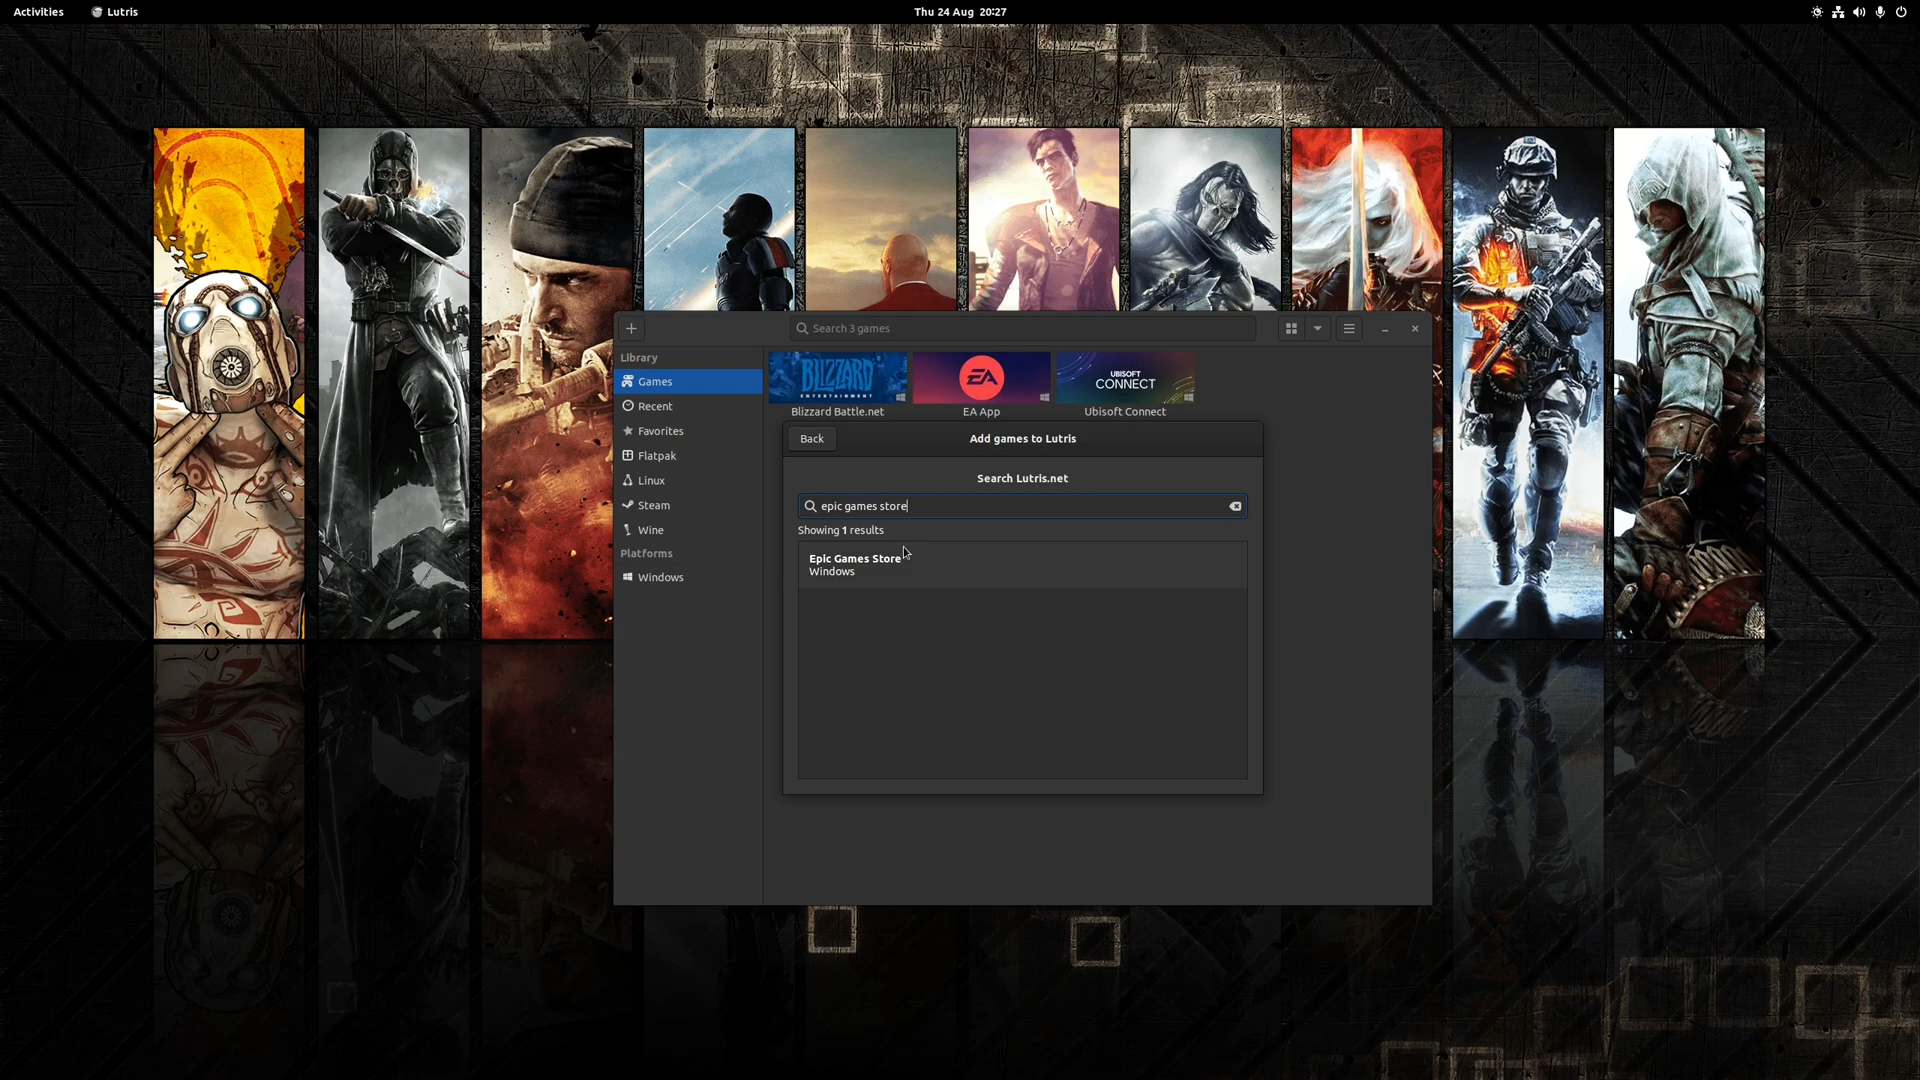 Activities
Lutris
Thu 24 Aug 20:27
Search 3 games
Library
Games
Recent
Favorites
Flatpak
Linux
Steam
Wine
Platforms
Windows
BLIZZARD
ENTERTAINMENT
EA
UBISOFT
CONNECT
Blizzard Battle.net
EA App
Ubisoft Connect
Back
Add games to Lutris
Search Lutris.net
epic games store
Showing 1 results
Epic Games Store
Windows